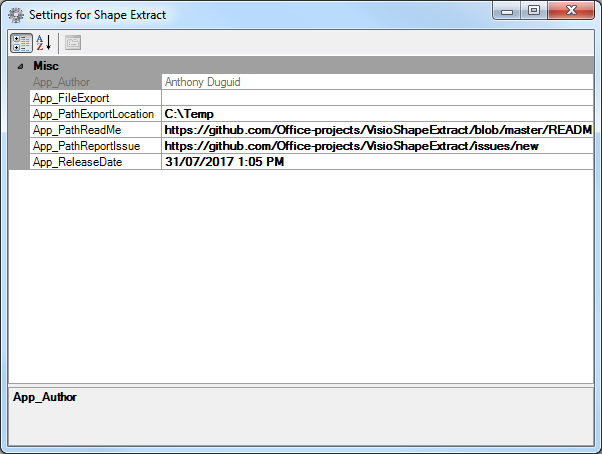 Settings for Shape Extract
Misc
App_Author Anthony Duguid
App_FileExport
App_PathExportLocation C:\Temp
App_PathReadMe https://github.com/Office-projects/VisioShapeExtract/blob/master/READM
App_PathReportIssue https://github.com/Office-projects/VisioShapeExtract/issues/new
App_ReleaseDate 31/07/2017 1:05 PM
App_Author